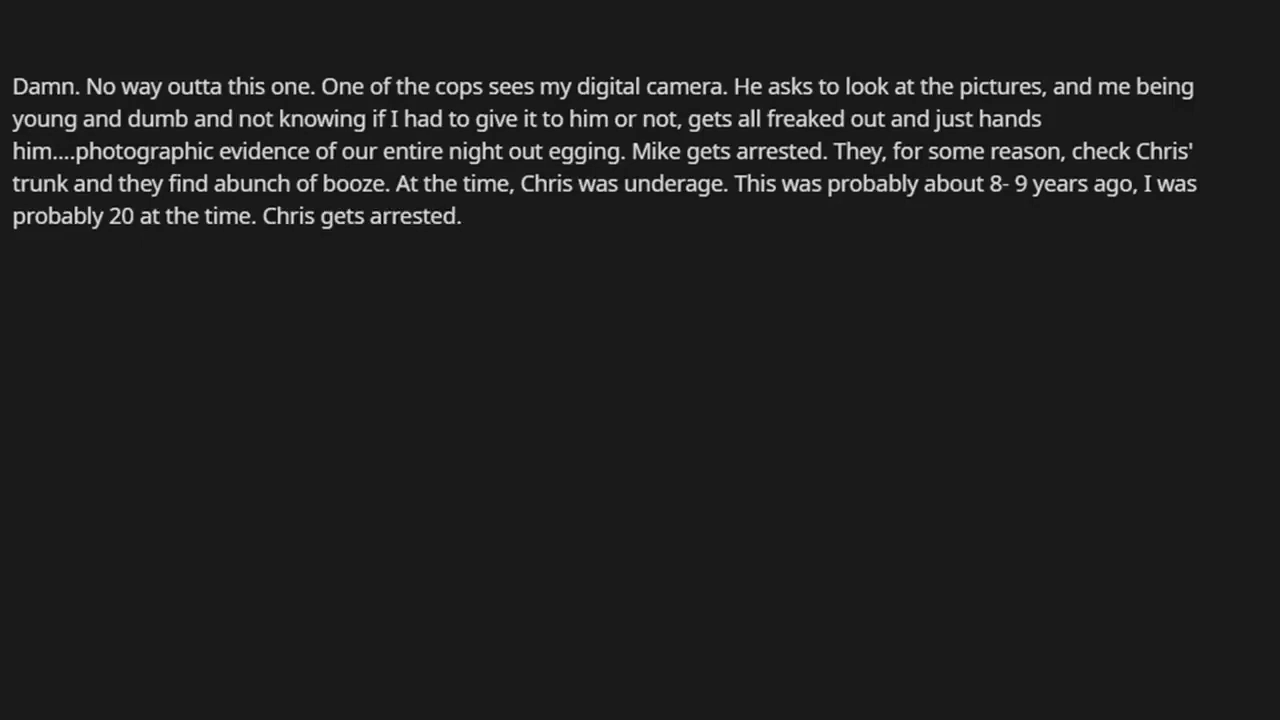 Damn. No way outta this one. One of the cops sees my digital camera. He asks to look at the pictures, and me being
young and dumb and not knowing if I had to give it to him or not, gets all freaked out and just hands
him....photographic evidence of our entire night out egging. Mike gets arrested. They, for some reason, check Chris'
trunk and they find abunch of booze. At the time, Chris was underage. This was probably about 8- 9 years ago, I was
probably 20 at the time. Chris gets arrested.